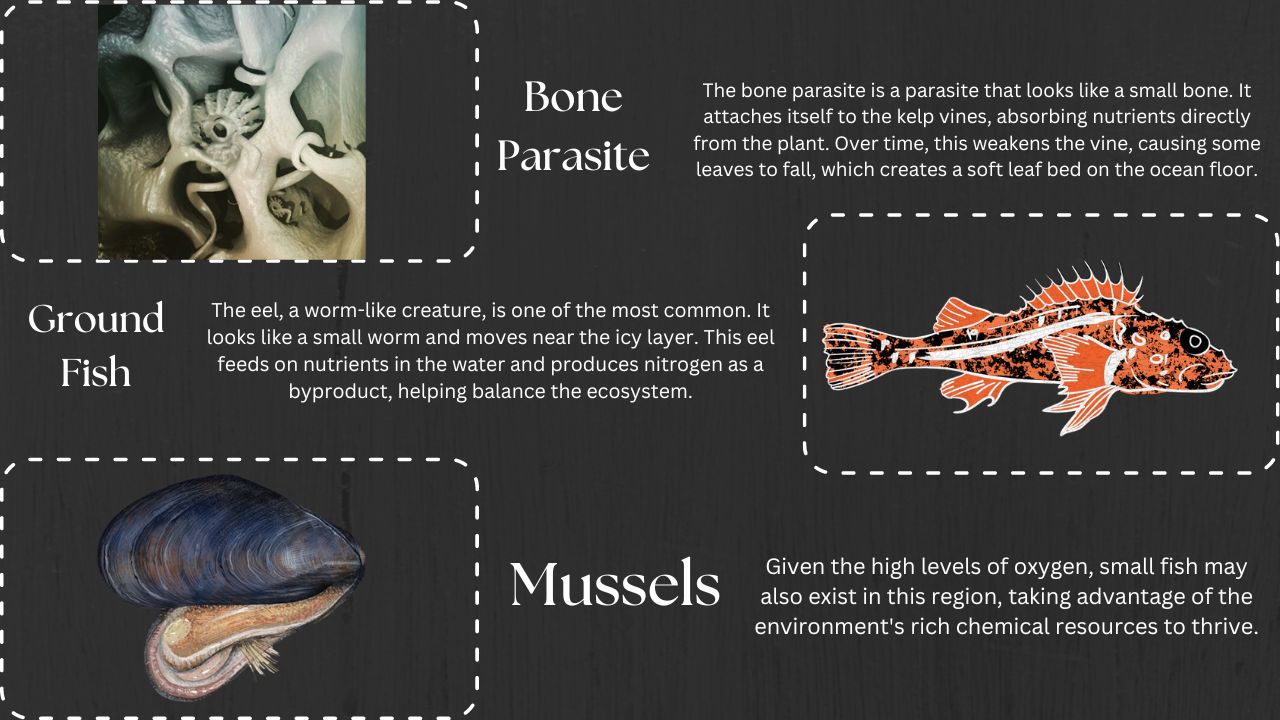 Bone
Parasite
The bone parasite is a parasite that looks like a small bone. It
attaches itself to the kelp vines, absorbing nutrients directly
from the plant. Over time, this weakens the vine, causing some
leaves to fall, which creates a soft leaf bed on the ocean floor.
Ground
Fish
The eel, a worm-like creature, is one of the most common. It
looks like a small worm and moves near the icy layer. This eel
feeds on nutrients in the water and produces nitrogen as a
byproduct, helping balance the ecosystem.
Mussels
Given the high levels of oxygen, small fish may
also exist in this region, taking advantage of the
environment's rich chemical resources to thrive.